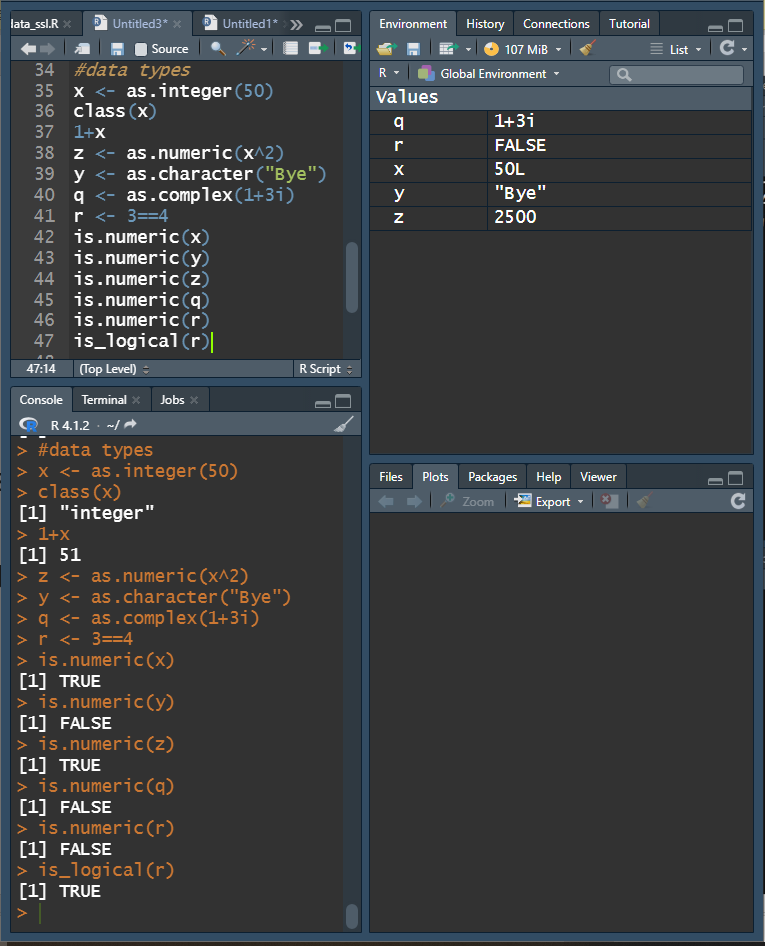 data_ssl.R Untitled3* Untitled1*
Source
34 #data types
35 x <- as.integer(50)
36 class(x)
37 1+x
38 z <- as.numeric(x^2)
39 y <- as.character("Bye")
40 q <- as.complex(1+3i)
41 r <- 3==4
42 is.numeric(x)
43 is.numeric(y)
44 is.numeric(z)
45 is.numeric(q)
46 is.numeric(r)
47 is_logical(r)
48
47:14 (Top Level) R Script
Console Terminal Jobs
R 4.1.2 · ~/
> #data types
> x <- as.integer(50)
> class(x)
[1] "integer"
> 1+x
[1] 51
> z <- as.numeric(x^2)
> y <- as.character("Bye")
> q <- as.complex(1+3i)
> r <- 3==4
> is.numeric(x)
[1] TRUE
> is.numeric(y)
[1] FALSE
> is.numeric(z)
[1] TRUE
> is.numeric(q)
[1] FALSE
> is.numeric(r)
[1] FALSE
> is_logical(r)
[1] TRUE
>
Environment History Connections Tutorial
107 MiB List
R Global Environment
Values
q 1+3i
r FALSE
x 50L
y "Bye"
z 2500
Files Plots Packages Help Viewer
Zoom Export